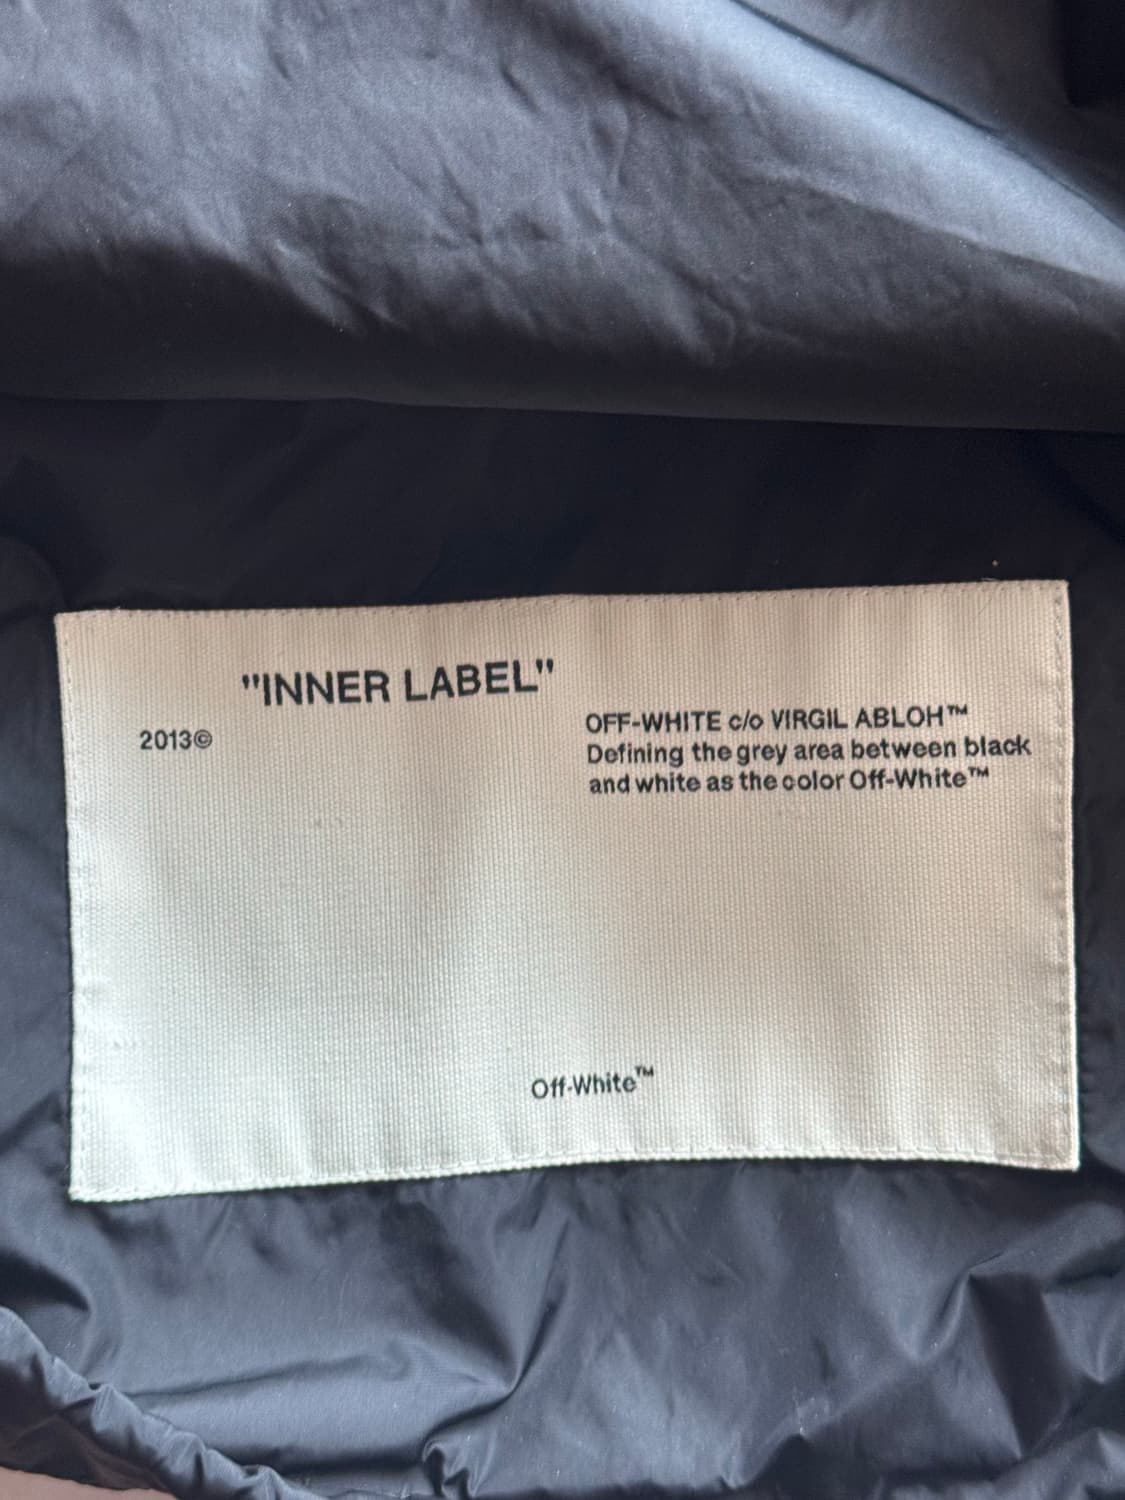 "INNER LABEL"
2013©
OFF-WHITE c/o VIRGIL ABLOH™
Defining the grey area between black
and white as the color Off-White™
Off-White™